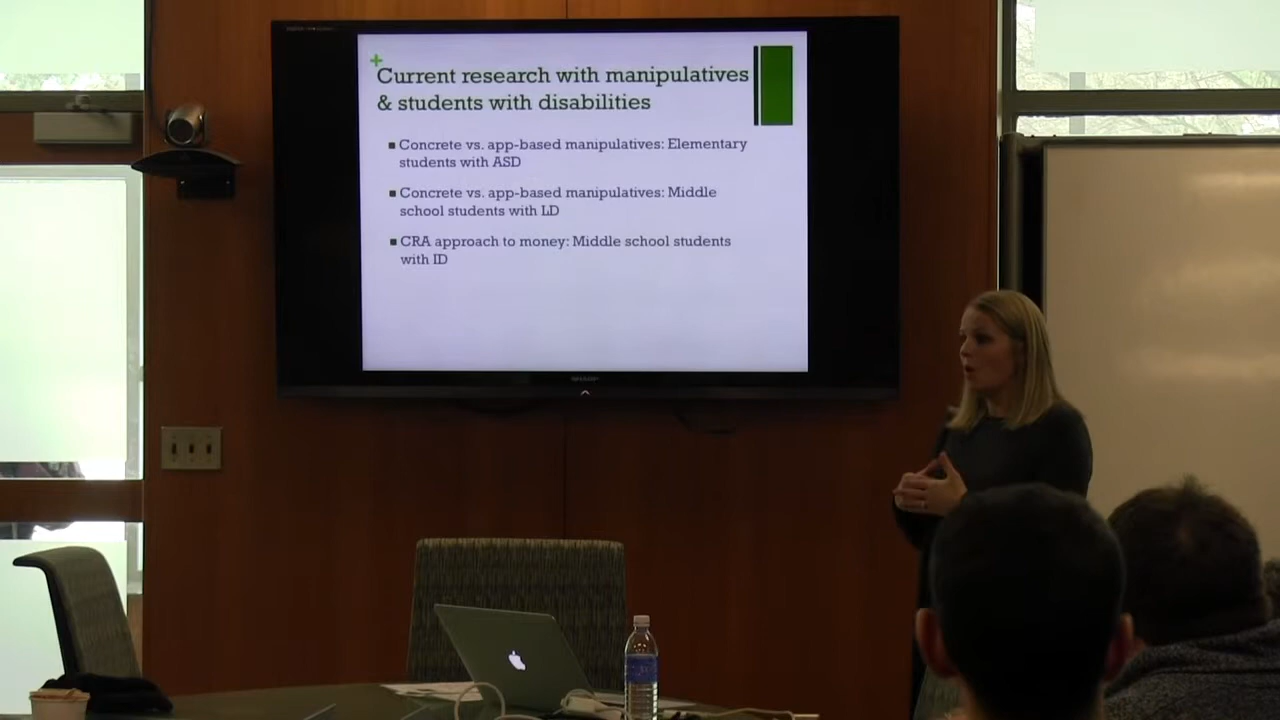 +
Current research with manipulatives
& students with disabilities
■ Concrete vs. app-based manipulatives: Elementary
students with ASD
■ Concrete vs. app-based manipulatives: Middle
school students with LD
■ CRA approach to money: Middle school students
with ID
SHARP